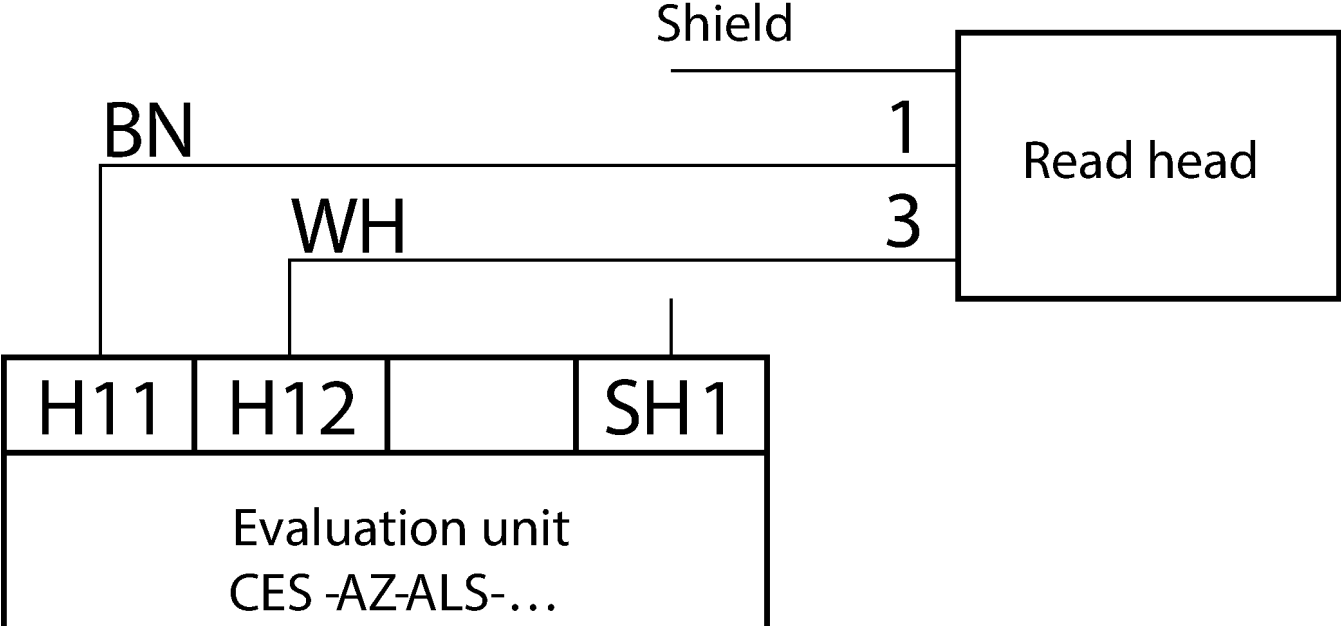 Shield
BN
1
Read head
WH
3
H11 H12 SH1
Evaluation unit
CES -AZ-ALS-...